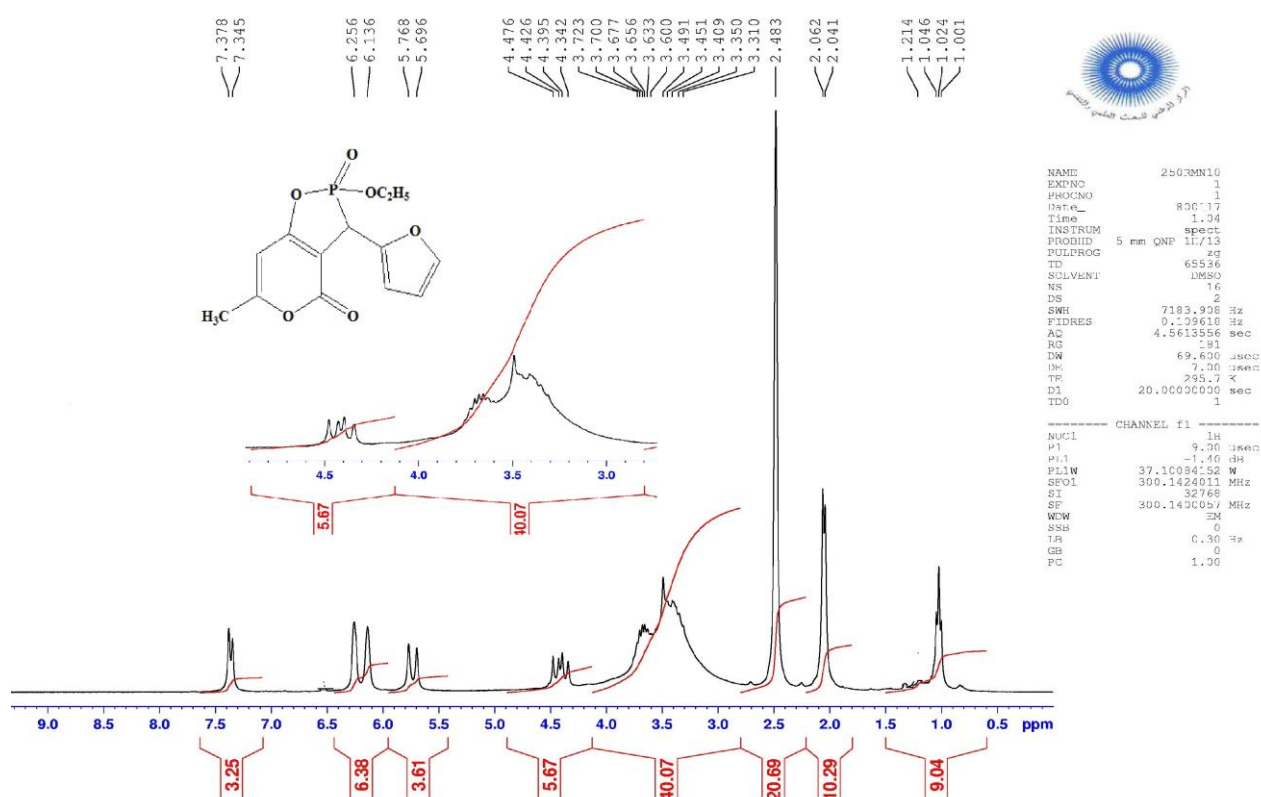 7.378
7.345
6.256
6.136
5.768
5.696
4.476
4.426
4.395
4.342
3.723
3.700
3.677
3.656
3.633
3.600
3.491
3.451
3.409
3.350
3.310
2.483
2.062
2.041
1.214
1.046
1.024
1.001
O
O
P
OC₂H₅
O
H₃C
O
O
4.5 4.0 3.5 3.0
5.67
40.07
NAME
EXPNO 1
PROCNO 1
Date_
Time 1.04
INSTRUM spect
PROBHD 5 mm QNP 1H/13
PULPROG zg
TD 65536
SOLVENT DMSO
NS 16
DS 2
SWH 7183.908 Hz
FIDRES 0.109618 Hz
AQ 4.5613556 sec
RG 181
DW 69.600 usec
DE 7.00 usec
TE 295.7 K
D1 20.00000000 sec
TD0 1
======== CHANNEL f1 ========
NUC1 1H
P1 9.00 usec
PL1 -1.40 dB
PL1W 37.10084152 W
SFO1 300.1424011 MHz
SI 32768
SF 300.1400057 MHz
WDW EM
SSB 0
LB 0.30 Hz
GB 0
PC 1.00
9.0 8.5 8.0 7.5 7.0 6.5 6.0 5.5 5.0 4.5 4.0 3.5 3.0 2.5 2.0 1.5 1.0 0.5 ppm
3.25
6.38
3.61
5.67
40.07
20.69
10.29
9.04